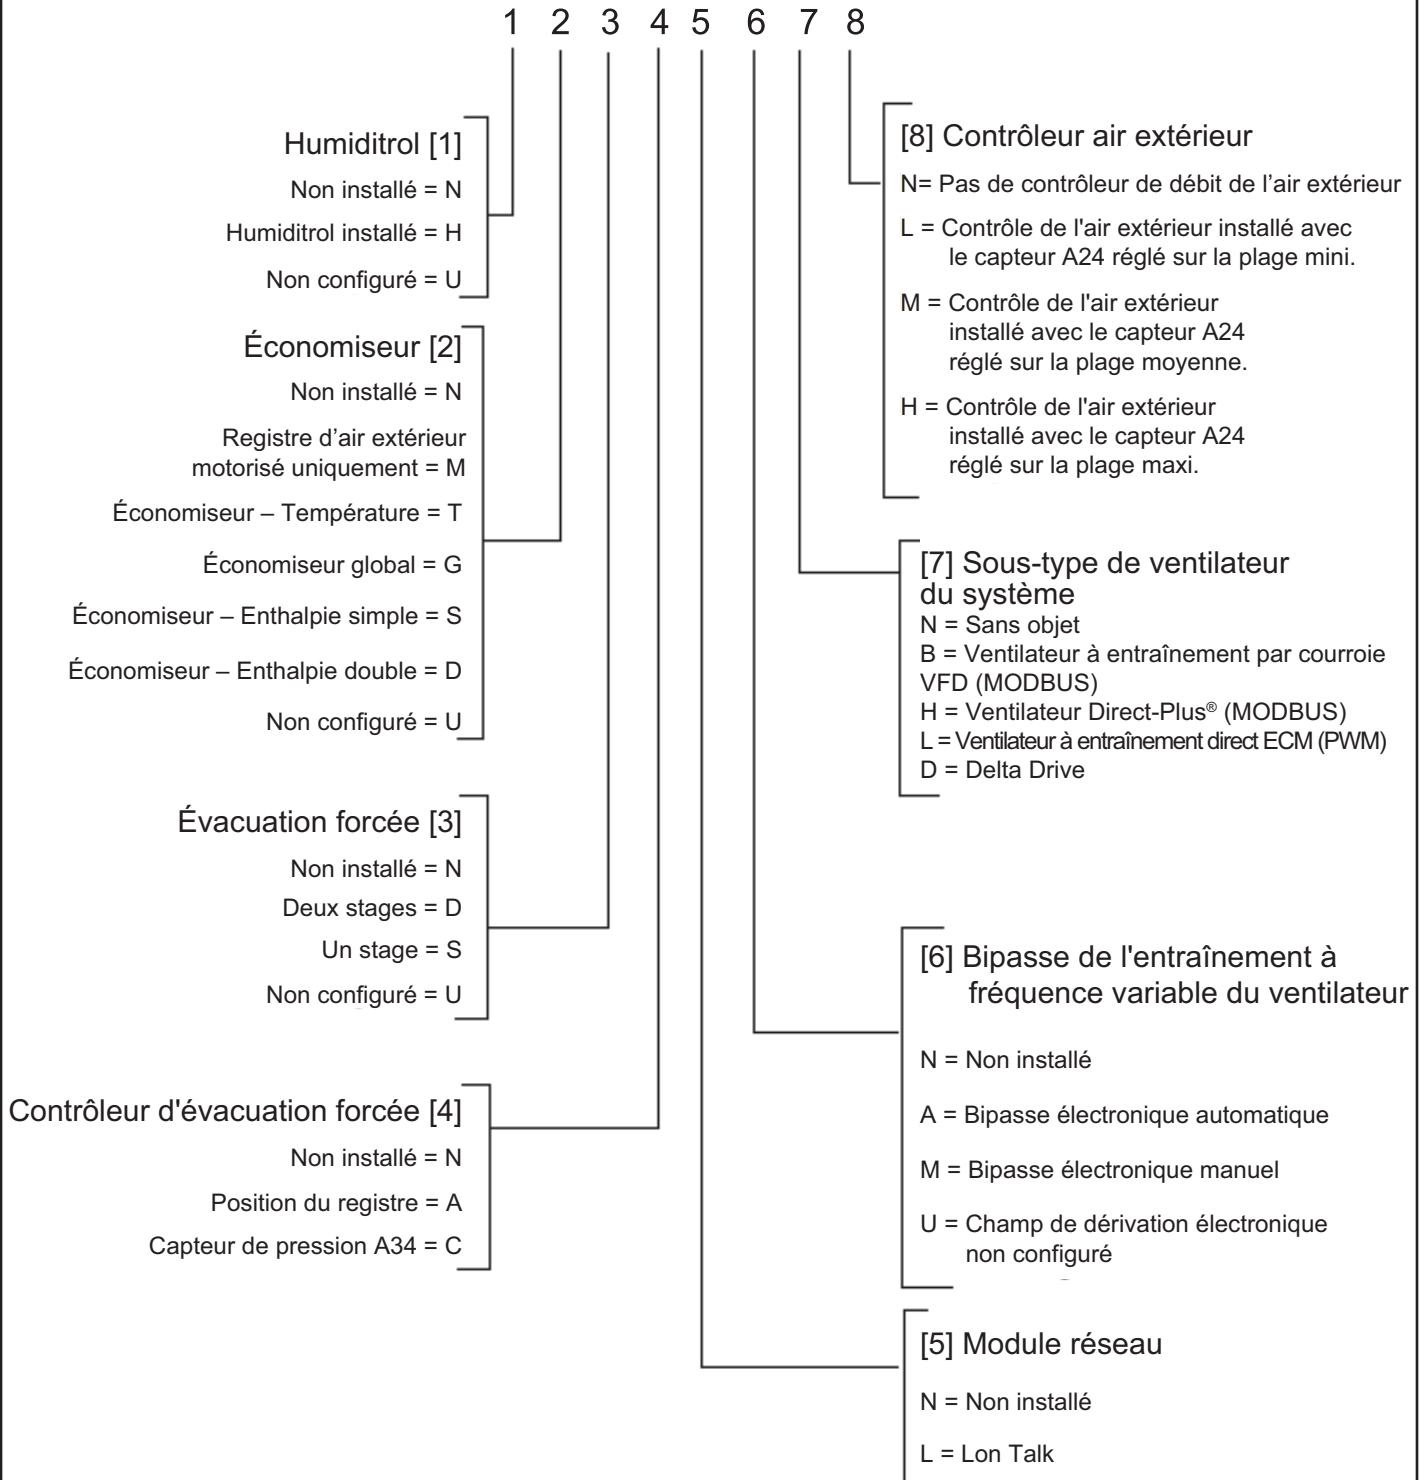 1 2 3 4 5 6 7 8
Humiditrol [1]
Non installé = N
Humiditrol installé = H
Non configuré = U
Économiseur [2]
Non installé = N
Registre d’air extérieur
motorisé uniquement = M
Économiseur – Température = T
Économiseur global = G
Économiseur – Enthalpie simple = S
Économiseur – Enthalpie double = D
Non configuré = U
Évacuation forcée [3]
Non installé = N
Deux stages = D
Un stage = S
Non configuré = U
Contrôleur d'évacuation forcée [4]
Non installé = N
Position du registre = A
Capteur de pression A34 = C
[8] Contrôleur air extérieur
N= Pas de contrôleur de débit de l’air extérieur
L = Contrôle de l'air extérieur installé avec
le capteur A24 réglé sur la plage mini.
M = Contrôle de l'air extérieur
installé avec le capteur A24
réglé sur la plage moyenne.
H = Contrôle de l'air extérieur
installé avec le capteur A24
réglé sur la plage maxi.
[7] Sous-type de ventilateur
du système
N = Sans objet
B = Ventilateur à entraînement par courroie
VFD (MODBUS)
H = Ventilateur Direct-Plus® (MODBUS)
L = Ventilateur à entraînement direct ECM (PWM)
D = Delta Drive
[6] Bipasse de l'entraînement à
fréquence variable du ventilateur
N = Non installé
A = Bipasse électronique automatique
M = Bipasse électronique manuel
U = Champ de dérivation électronique
non configuré
[5] Module réseau
N = Non installé
L = Lon Talk